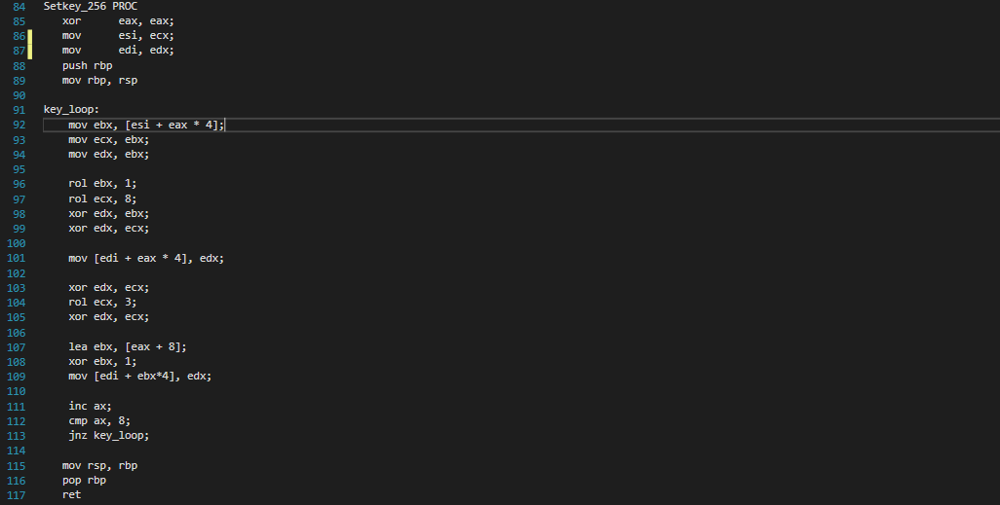 84 Setkey_256 PROC
85 xor eax, eax;
86 mov esi, ecx;
87 mov edi, edx;
88 push rbp
89 mov rbp, rsp
90
91 key_loop:
92 mov ebx, [esi + eax * 4];
93 mov ecx, ebx;
94 mov edx, ebx;
95
96 rol ebx, 1;
97 rol ecx, 8;
98 xor edx, ebx;
99 xor edx, ecx;
100
101 mov [edi + eax * 4], edx;
102
103 xor edx, ecx;
104 rol ecx, 3;
105 xor edx, ecx;
106
107 lea ebx, [eax + 8];
108 xor ebx, 1;
109 mov [edi + ebx*4], edx;
110
111 inc ax;
112 cmp ax, 8;
113 jnz key_loop;
114
115 mov rsp, rbp
116 pop rbp
117 ret